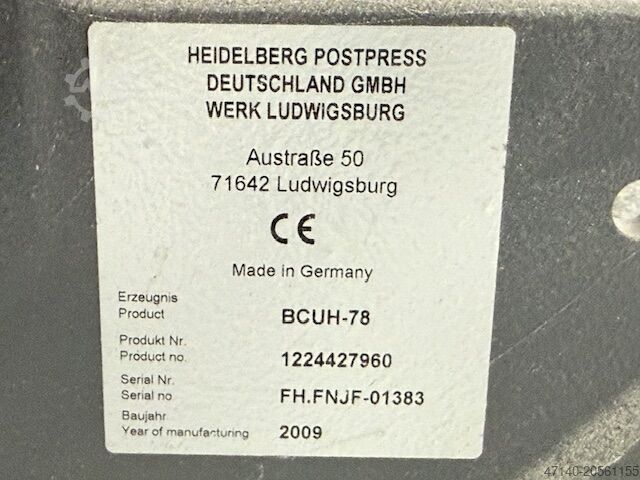 HEIDELBERG POSTPRESS
DEUTSCHLAND GMBH
WERK LUDWIGSBURG
Austraße 50
71642 Ludwigsburg
CE
Made in Germany
Erzeugnis
Product BCUH-78
Produkt Nr.
Product no. 1224427960
Serial Nr.
Serial no FH.FNJF-01383
Baujahr
Year of manufacturing 2009
47140-20561155